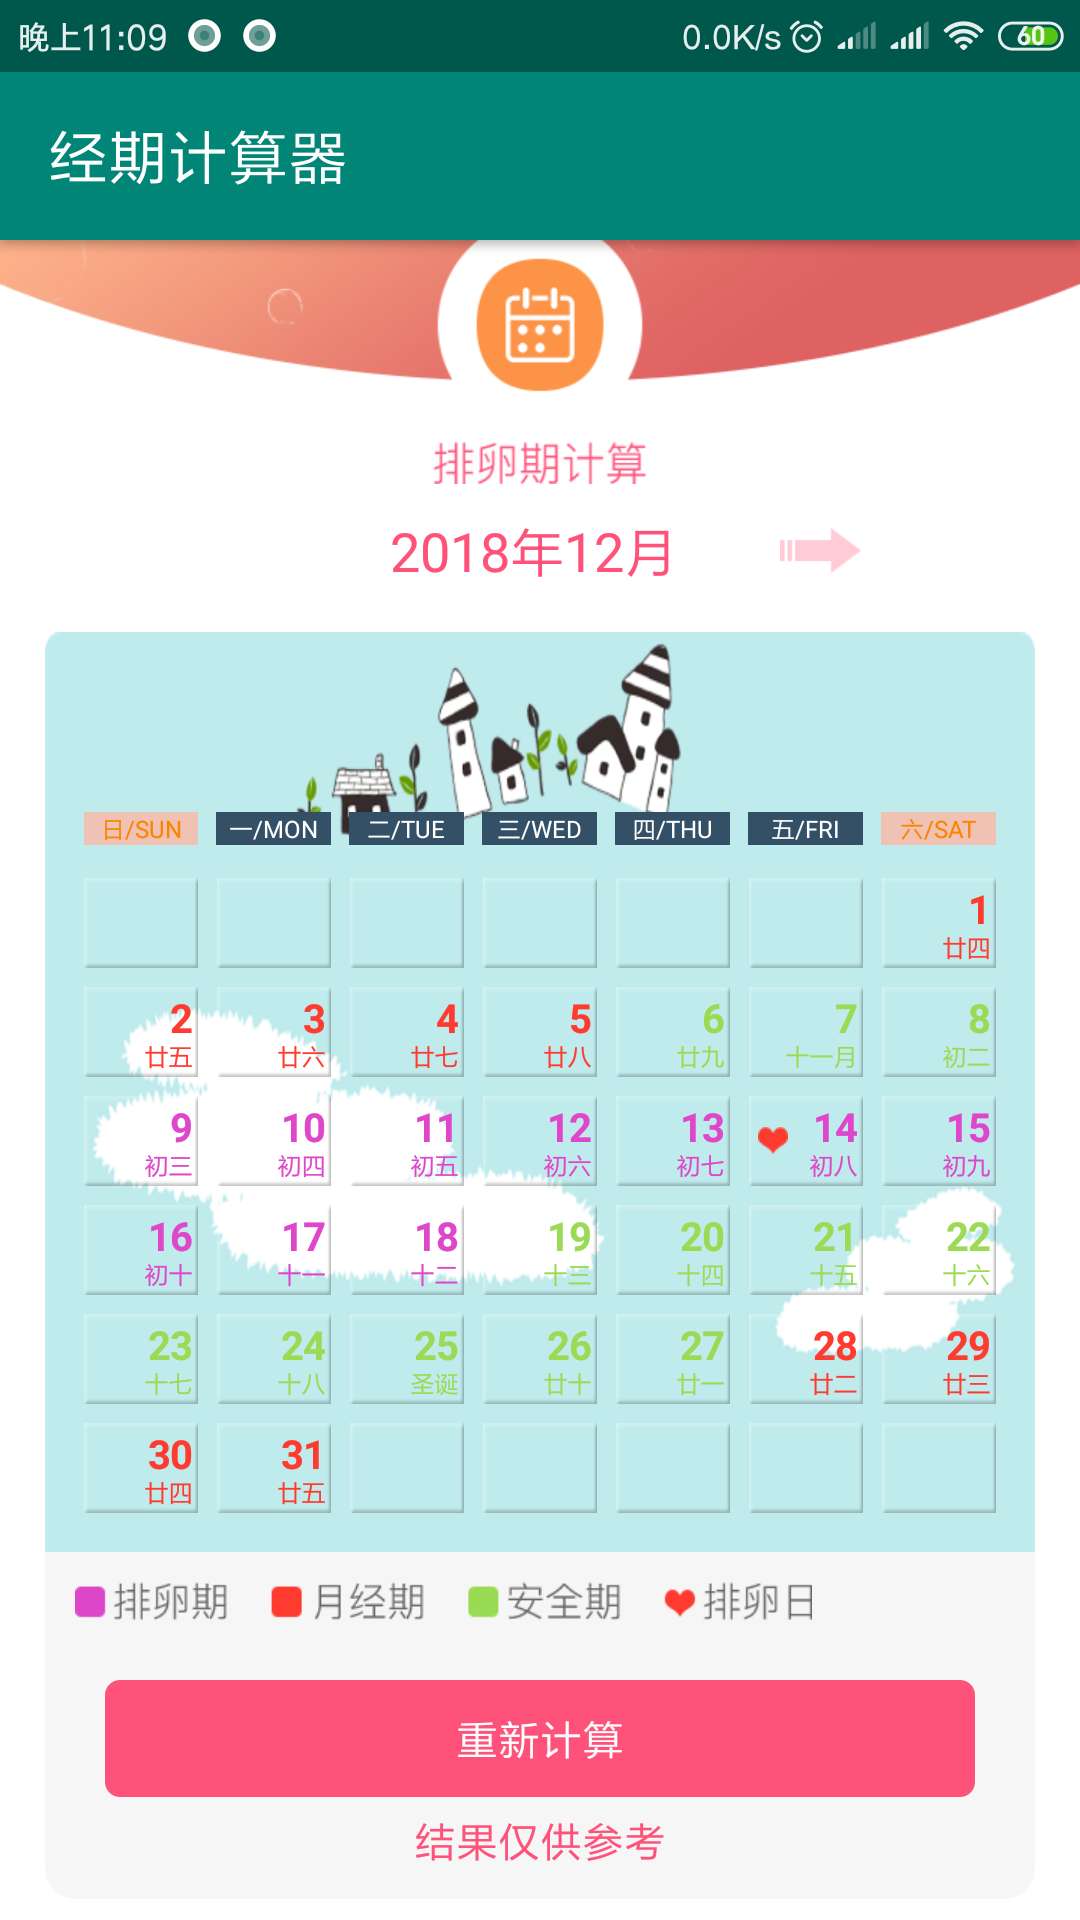 晚上11:09 0.0K/s 60
经期计算器
排卵期计算
2018年12月
日/SUN 一/MON 二/TUE 三/WED 四/THU 五/FRI 六/SAT
1
廿四
2 3 4 5 6 7 8
廿五 廿六 廿七 廿八 廿九 十一月 初二
9 10 11 12 13 14 15
初三 初四 初五 初六 初七 初八 初九
16 17 18 19 20 21 22
初十 十一 十二 十三 十四 十五 十六
23 24 25 26 27 28 29
十七 十八 圣诞 廿十 廿一 廿二 廿三
30 31
廿四 廿五
排卵期 月经期 安全期 排卵日
重新计算
结果仅供参考